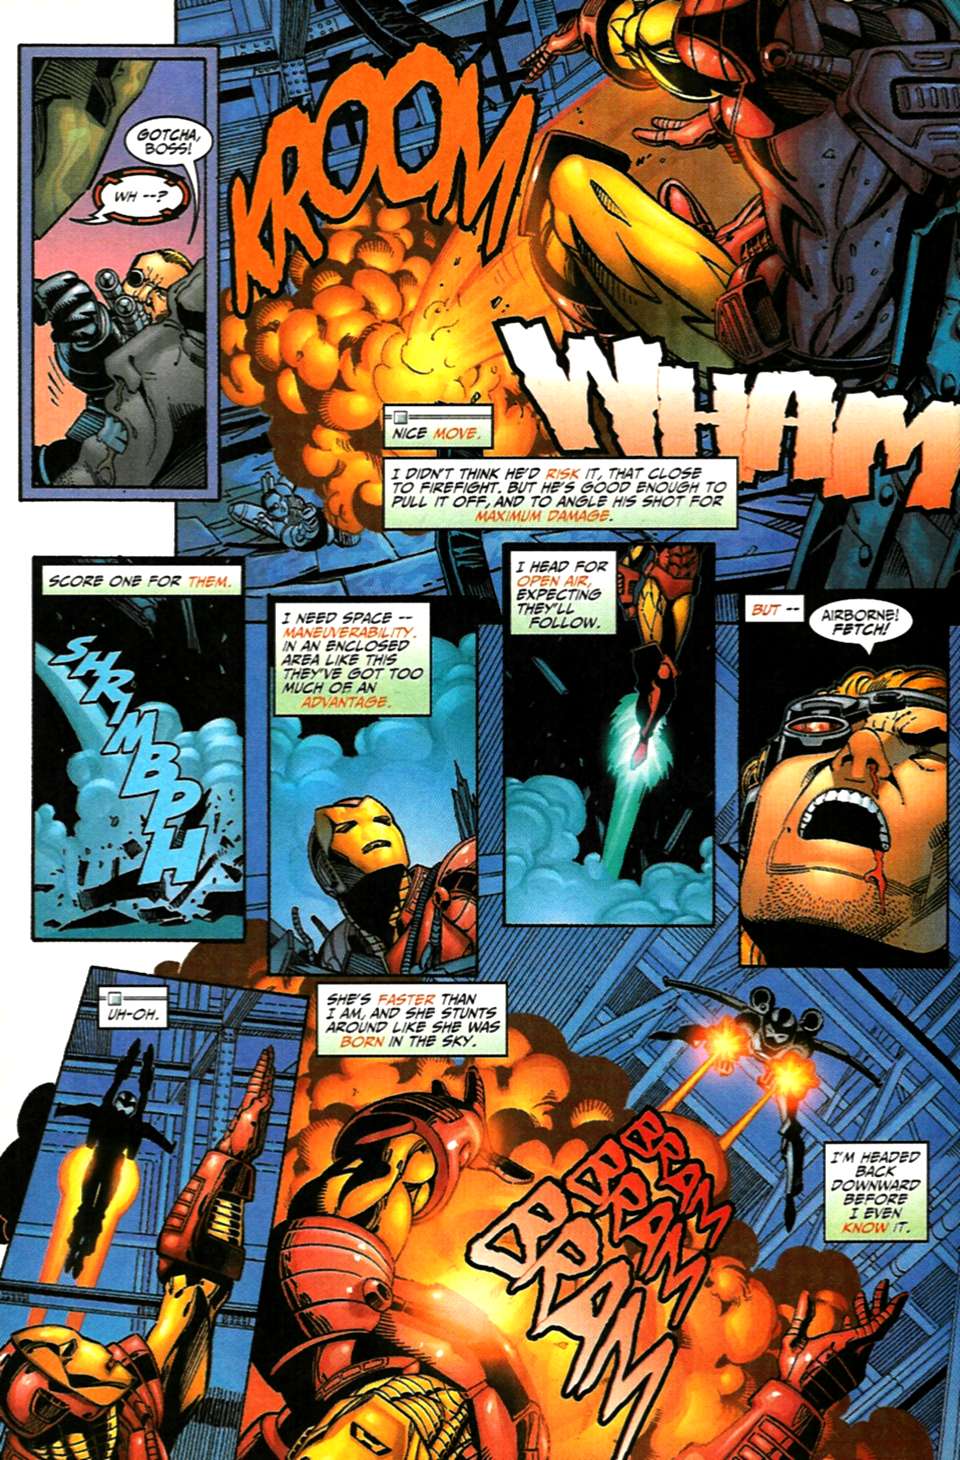 GOTCHA,
BOSS!
WH --?
KROOM
WHAM
NICE MOVE.
I DIDN'T THINK HE'D RISK IT, THAT CLOSE
TO FIREFIGHT. BUT HE'S GOOD ENOUGH TO
PULL IT OFF, AND TO ANGLE HIS SHOT FOR
MAXIMUM DAMAGE.
SCORE ONE FOR THEM.
SHRMBPH
I NEED SPACE --
MANEUVERABILITY.
IN AN ENCLOSED
AREA LIKE THIS
THEY'VE GOT TOO
MUCH OF AN
ADVANTAGE.
I HEAD FOR
OPEN AIR,
EXPECTING
THEY'LL
FOLLOW.
BUT --
AIRBORNE!
FETCH!
UH-OH.
SHE'S FASTER THAN
I AM, AND SHE STUNTS
AROUND LIKE SHE WAS
BORN IN THE SKY.
BRAM
BRAM
BRAM
I'M HEADED
BACK
DOWNWARD
BEFORE
I EVEN
KNOW IT.